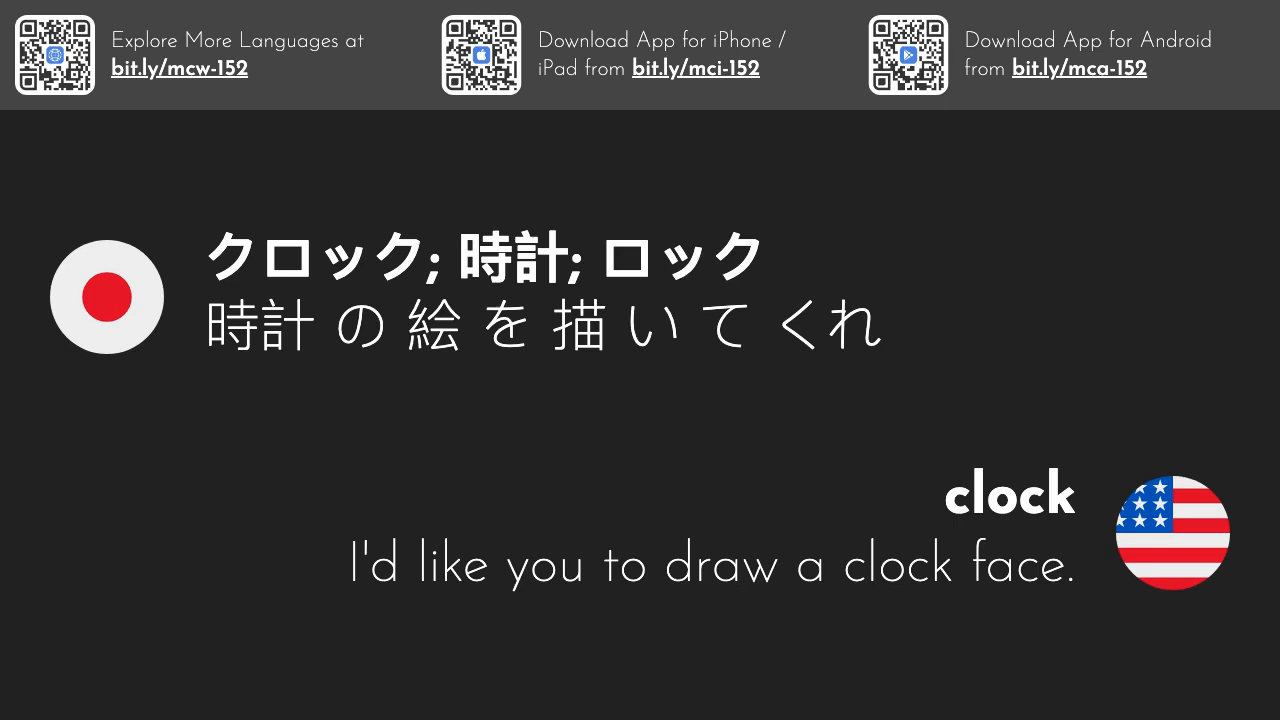 Explore More Languages at
bit.ly/mcw-152
Download App for iPhone /
iPad from bit.ly/mci-152
Download App for Android
from bit.ly/mca-152
クロック; 時計; ロック
時計 の 絵 を 描 い て くれ
clock
I'd like you to draw a clock face.